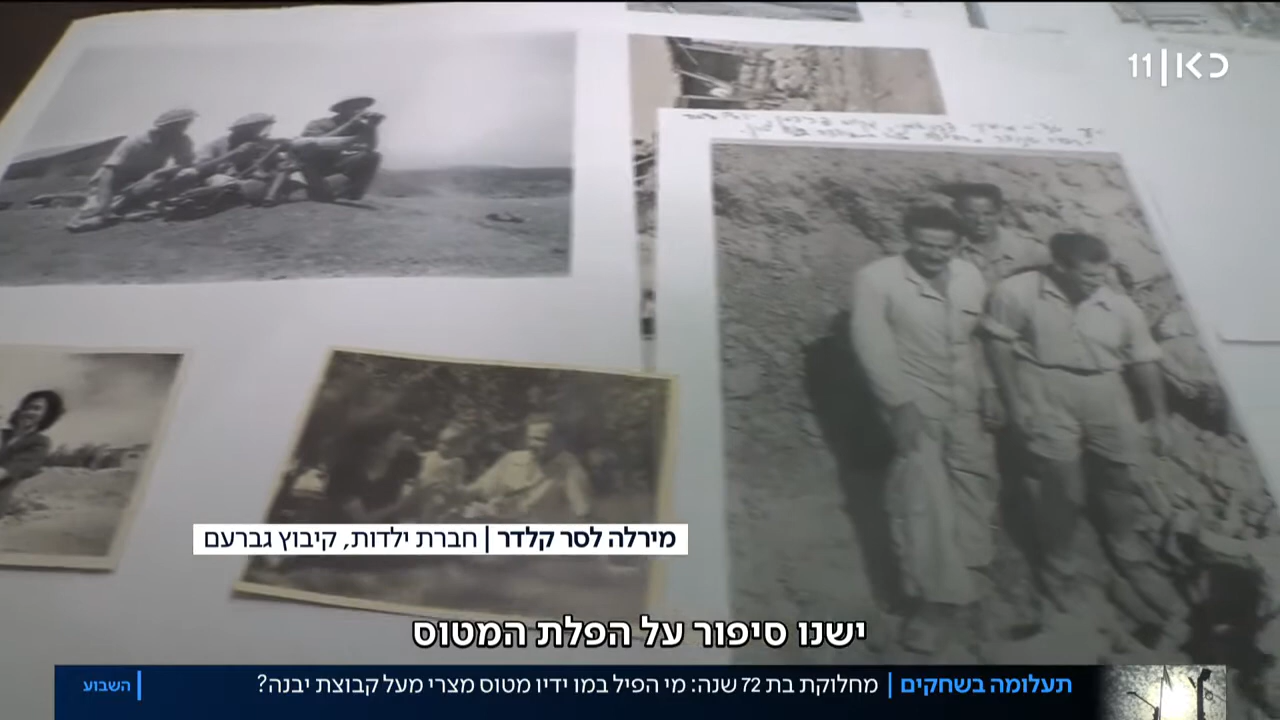 כאן|11
מירלה לסר קלדר | חברת ילדות, קיבוץ גברעם
ישנו סיפור על הפלת המטוס
תעלומה בשחקים | מחלוקת בת 72 שנה: מי הפיל במו ידיו מטוס מצרי מעל קבוצת יבנה? | השבוע